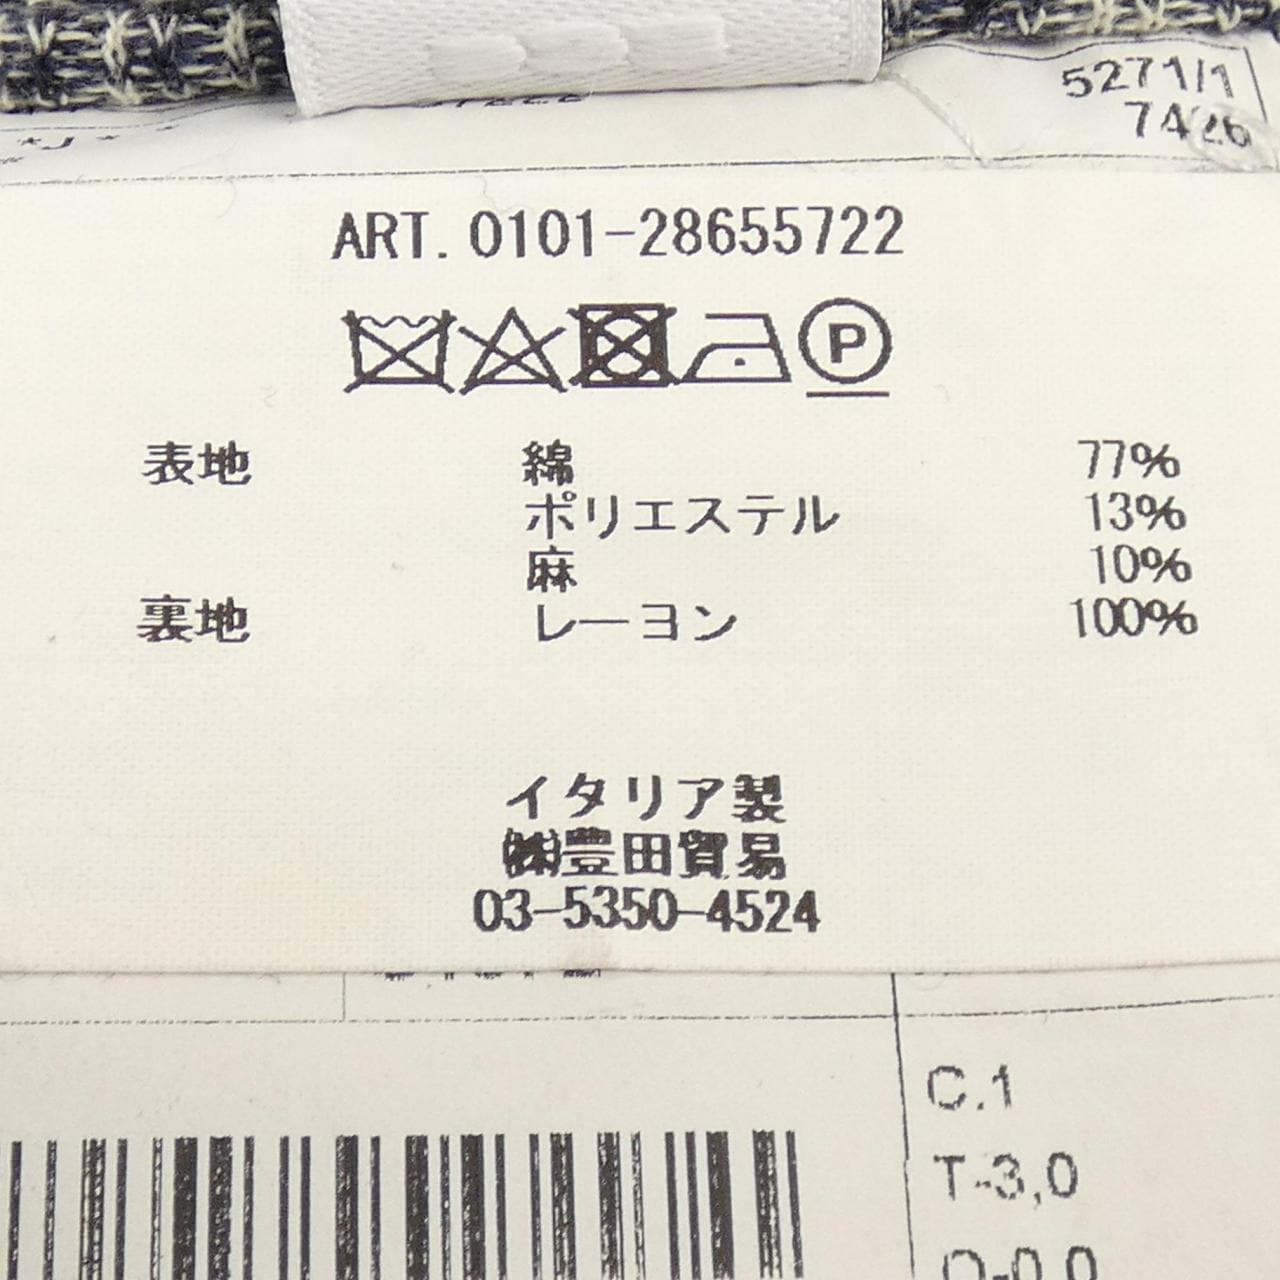 5271/1
7426
ART. 0101-28655722
P
表地 綿 77%
ポリエステル 13%
麻 10%
裏地 レーヨン 100%
イタリア製
㈱豊田貿易
03-5350-4524
C.1
T-3,0